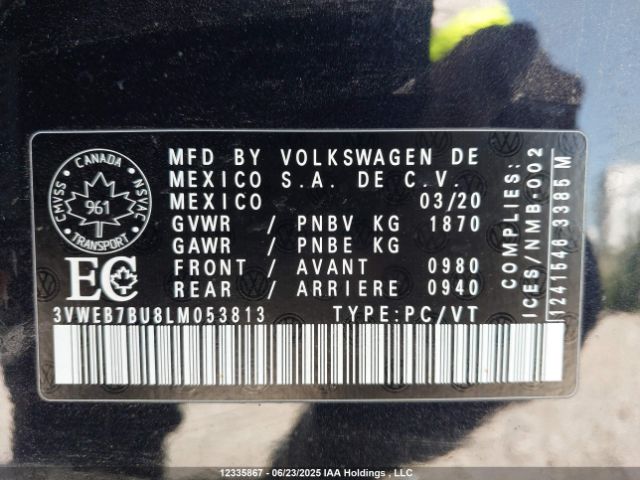 CANADA
CMVSS
NSVAC
961
TRANSPORT
EC
MFD BY VOLKSWAGEN DE
MEXICO S.A. DE C.V.
MEXICO 03/20
GVWR / PNBV KG 1870
GAWR / PNBE KG
FRONT / AVANT 0980
REAR / ARRIERE 0940
3VWEB7BU8LM053813 TYPE:PC/VT
COMPLIES:
ICES/NMB-002
1241546-3385 M
12335867 - 06/23/2025 IAA Holdings , LLC